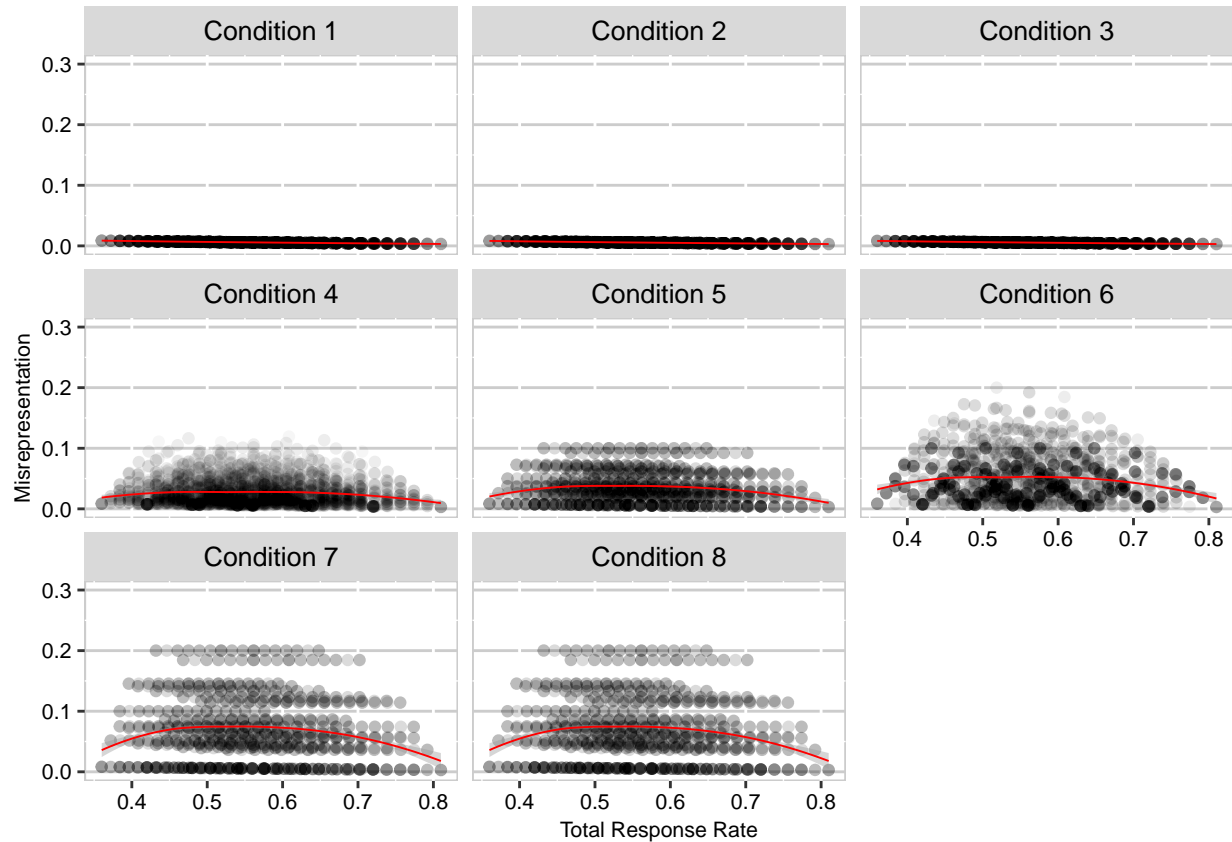 Condition 1 Condition 2 Condition 3
0.3
0.2
0.1
0.0
Condition 4 Condition 5 Condition 6
0.3
0.2
0.1
0.0
0.4 0.5 0.6 0.7 0.8
Condition 7 Condition 8
0.3
0.2
0.1
0.0
0.4 0.5 0.6 0.7 0.8 0.4 0.5 0.6 0.7 0.8
Total Response Rate
Misrepresentation